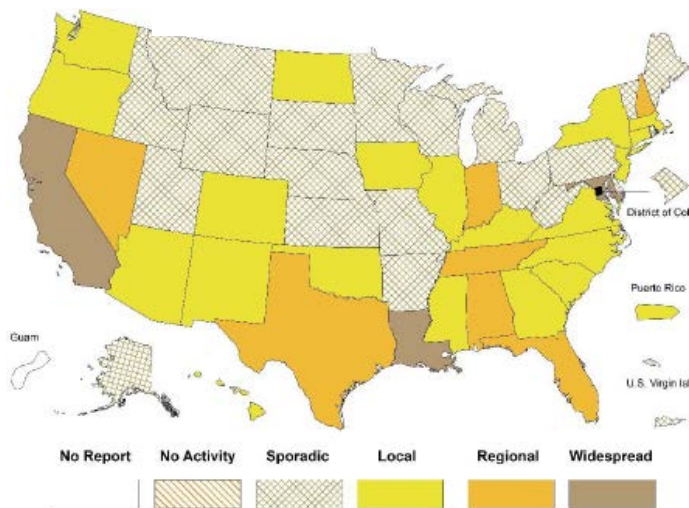 District of Col
Puerto Rico
Guam
U.S. Virgin Isl
No Report No Activity Sporadic Local Regional Widespread